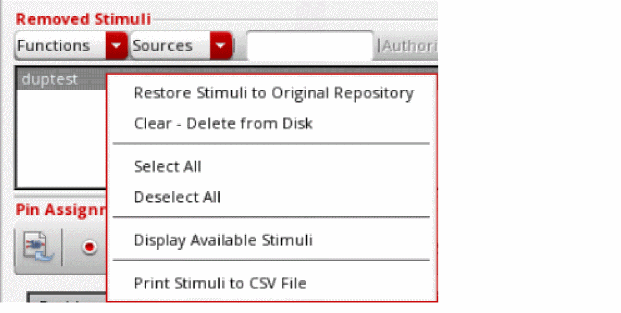 Removed Stimuli
Functions Sources Authori
duptest
Restore Stimuli to Original Repository
Clear - Delete from Disk
Select All
Deselect All
Pin Assignr
Display Available Stimuli
Print Stimuli to CSV File